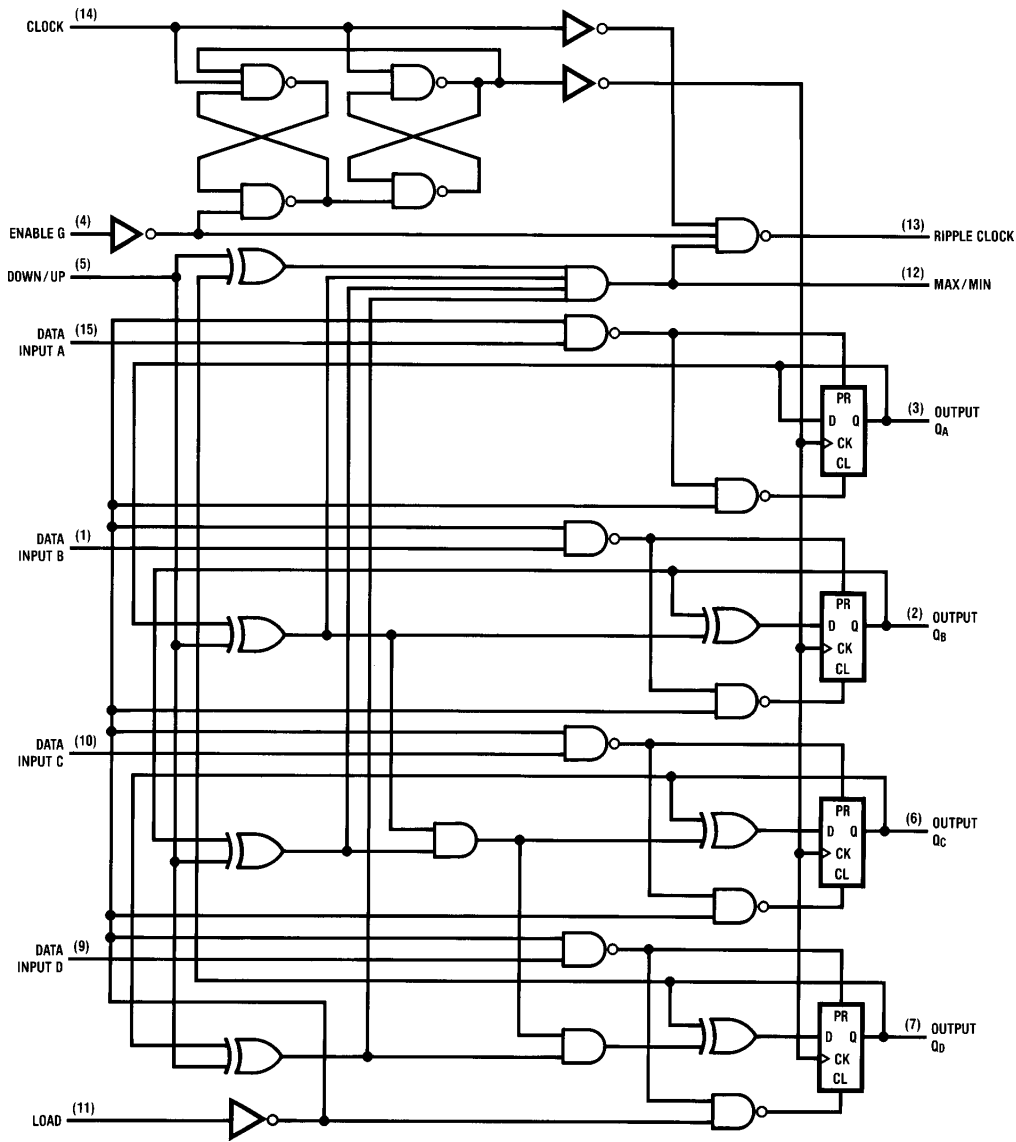 CLOCK (14)
ENABLE G (4)
(13) RIPPLE CLOCK
DOWN/UP (5)
(12) MAX/MIN
DATA INPUT A (15)
PR
D Q
CK
CL
(3) OUTPUT QA
DATA INPUT B (1)
PR
D Q
CK
CL
(2) OUTPUT QB
DATA INPUT C (10)
PR
D Q
CK
CL
(6) OUTPUT QC
DATA INPUT D (9)
PR
D Q
CK
CL
(7) OUTPUT QD
LOAD (11)